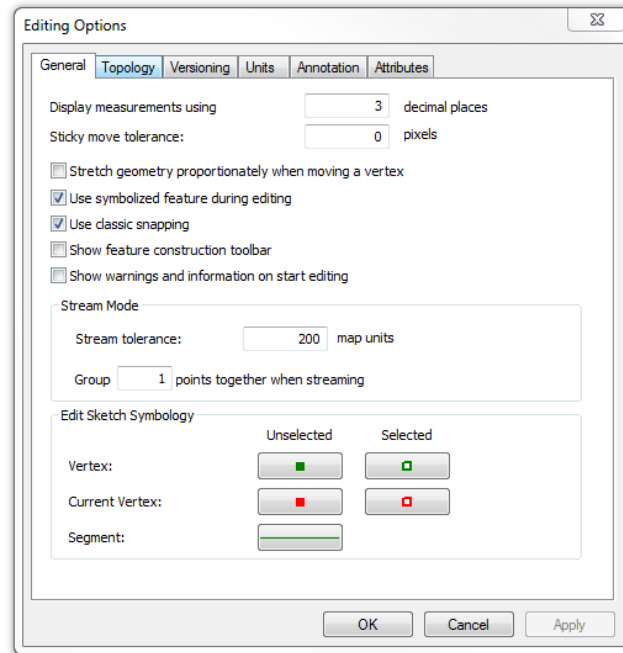 Editing Options
General Topology Versioning Units Annotation Attributes
Display measurements using 3 decimal places
Sticky move tolerance: 0 pixels
Stretch geometry proportionately when moving a vertex
Use symbolized feature during editing
Use classic snapping
Show feature construction toolbar
Show warnings and information on start editing
Stream Mode
Stream tolerance: 200 map units
Group 1 points together when streaming
Edit Sketch Symbology
Unselected Selected
Vertex:
Current Vertex:
Segment:
OK Cancel Apply